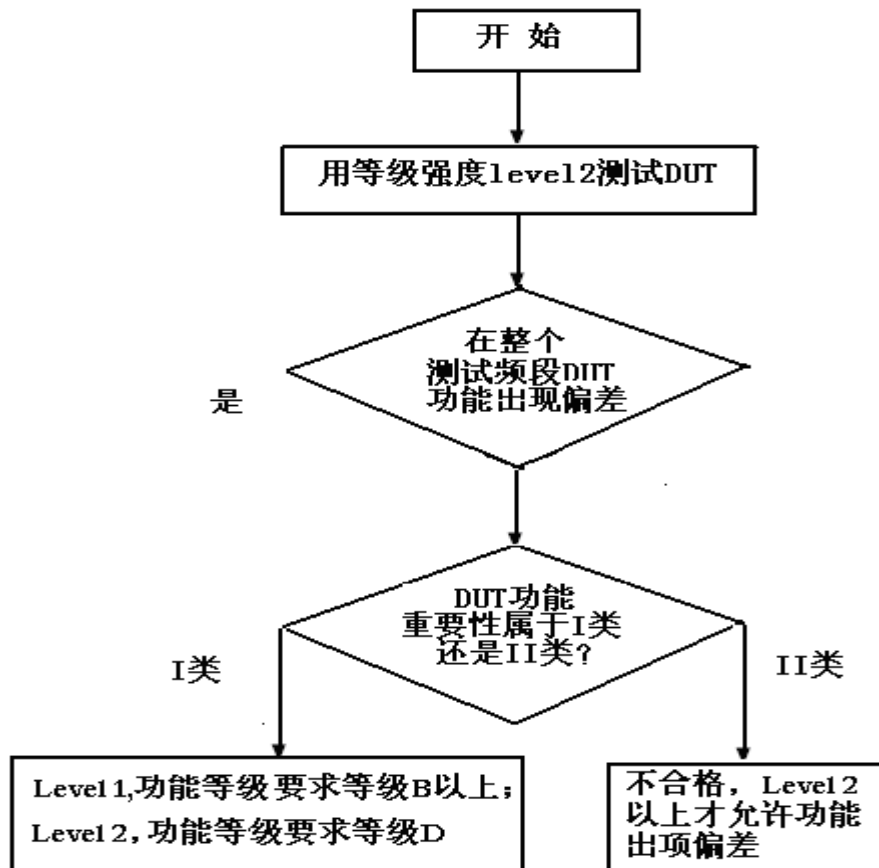 开 始
用等级强度level2测试DUT
在整个
测试频段DUT
功能出现偏差
是
DUT功能
重要性属于I类
还是II类?
I类
II类
Level1,功能等级要求等级B以上;
Level2,功能等级要求等级D
不合格，Level2
以上才允许功能
出项偏差